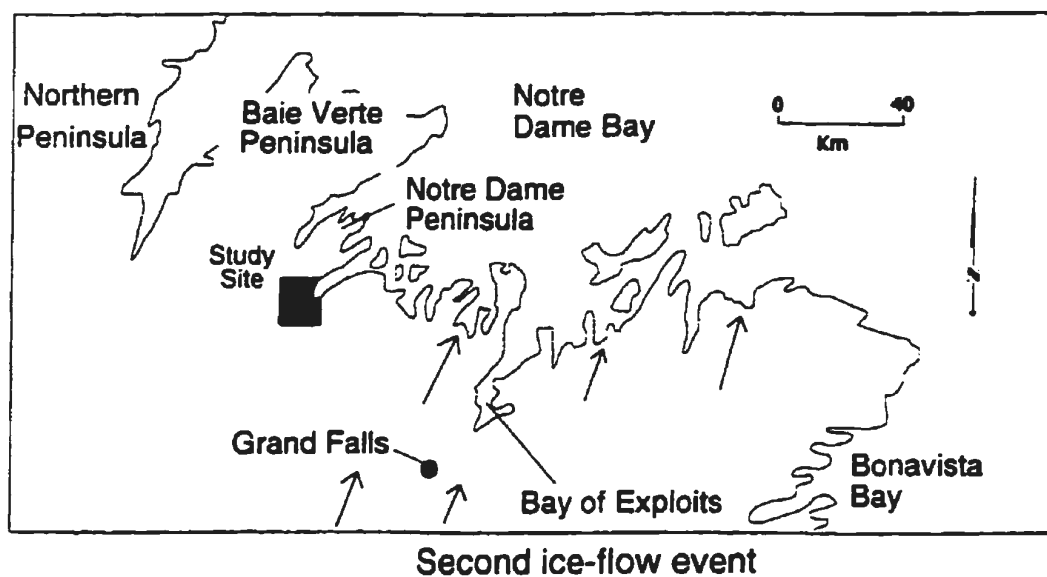 Northern
Peninsula
Baie Verte
Peninsula
Notre
Dame Bay
0 40
Km
Notre Dame
Peninsula
Study
Site
N
Grand Falls
Bay of Exploits
Bonavista
Bay
Second ice-flow event